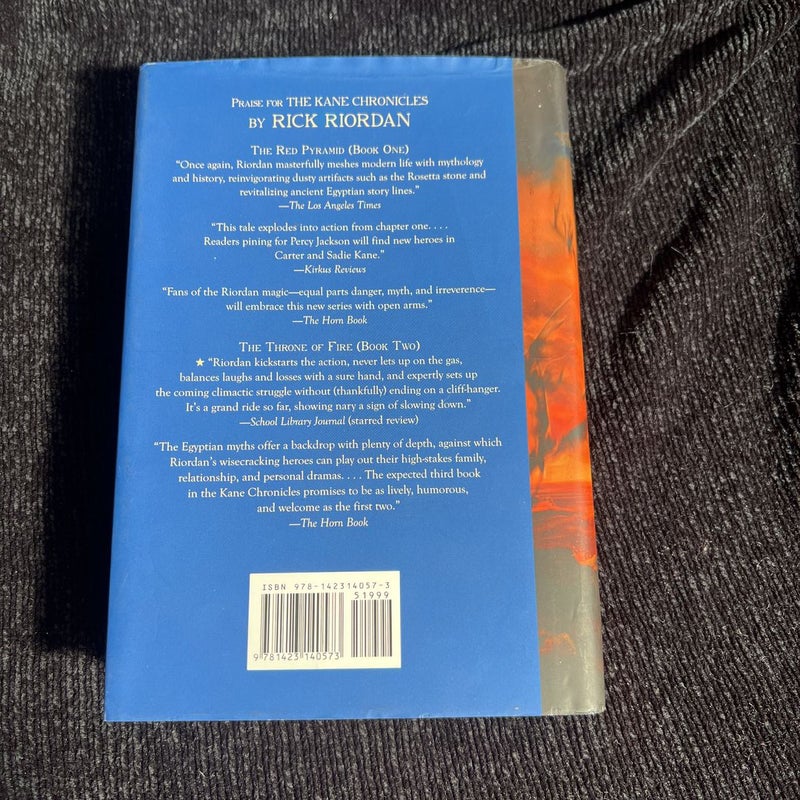 PRAISE FOR THE KANE CHRONICLES
BY RICK RIORDAN
THE RED PYRAMID (BOOK ONE)
“Once again, Riordan masterfully meshes modern life with mythology
and history, reinvigorating dusty artifacts such as the Rosetta stone and
revitalizing ancient Egyptian story lines.”
—The Los Angeles Times
“This tale explodes into action from chapter one. . . .
Readers pining for Percy Jackson will find new heroes in
Carter and Sadie Kane.”
—Kirkus Reviews
“Fans of the Riordan magic—equal parts danger, myth, and irreverence—
will embrace this new series with open arms.”
—The Horn Book
THE THRONE OF FIRE (BOOK TWO)
★ “Riordan kickstarts the action, never lets up on the gas,
balances laughs and losses with a sure hand, and expertly sets up
the coming climactic struggle without (thankfully) ending on a cliff-hanger.
It's a grand ride so far, showing nary a sign of slowing down.”
—School Library Journal (starred review)
“The Egyptian myths offer a backdrop with plenty of depth, against which
Riordan's wisecracking heroes can play out their high-stakes family,
relationship, and personal dramas. . . . The expected third book
in the Kane Chronicles promises to be as lively, humorous,
and welcome as the first two.”
—The Horn Book
ISBN 978-142314057-3
51999
9 781423 140573